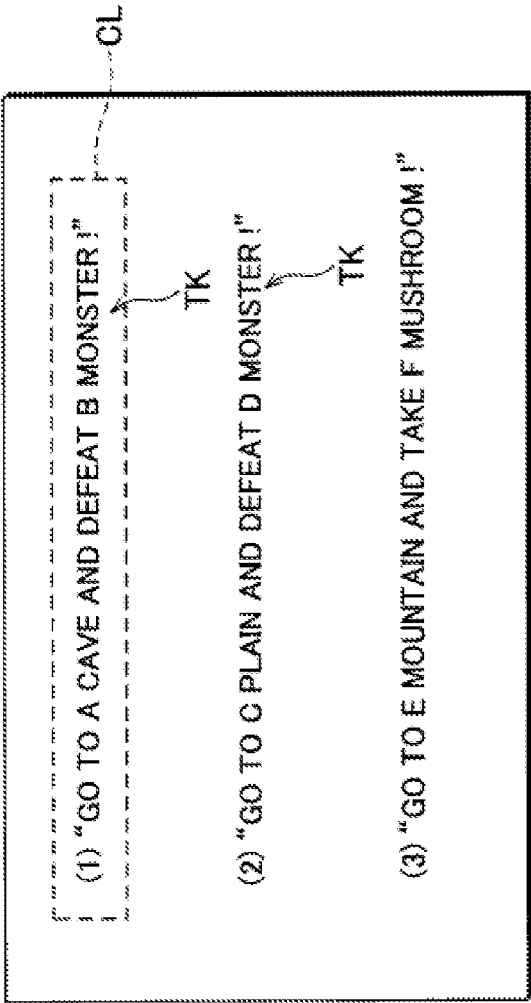 CL
(1) “GO TO A CAVE AND DEFEAT B MONSTER !”
TK
(2) “GO TO C PLAIN AND DEFEAT D MONSTER !”
TK
(3) “GO TO E MOUNTAIN AND TAKE F MUSHROOM !”